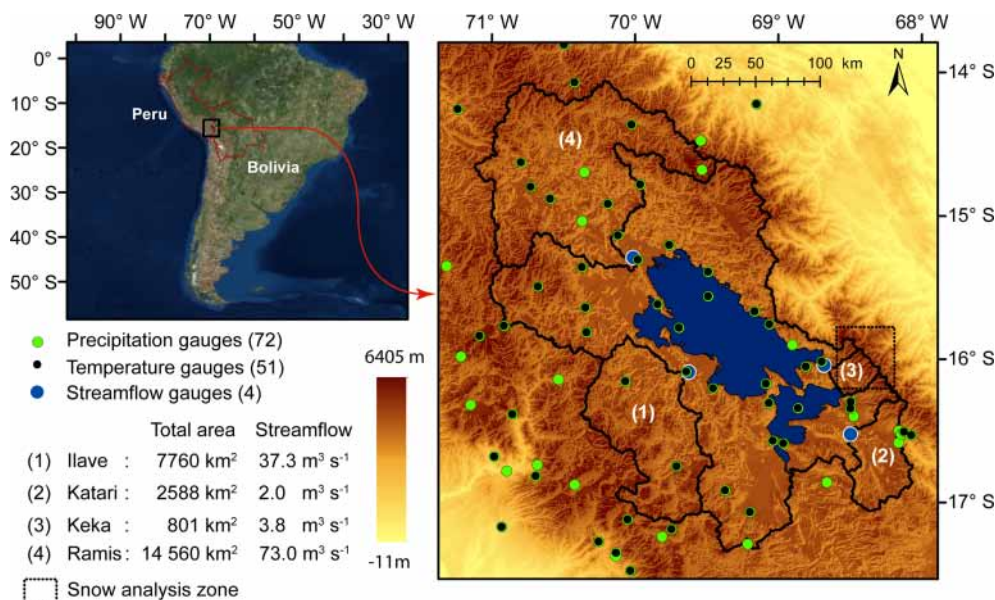 90° W 70° W 50° W 30° W
0°
10° S
20° S
30° S
40° S
50° S
Peru
Bolivia
Precipitation gauges (72)
Temperature gauges (51)
Streamflow gauges (4)
Total area Streamflow
(1) Ilave : 7760 km² 37.3 m³ s⁻¹
(2) Katari : 2588 km² 2.0 m³ s⁻¹
(3) Keka : 801 km² 3.8 m³ s⁻¹
(4) Ramis : 14 560 km² 73.0 m³ s⁻¹
Snow analysis zone
6405 m
-11m
71° W 70° W 69° W 68° W
0 25 50 100 km
N
14° S
15° S
16° S
17° S
(4)
(3)
(1)
(2)